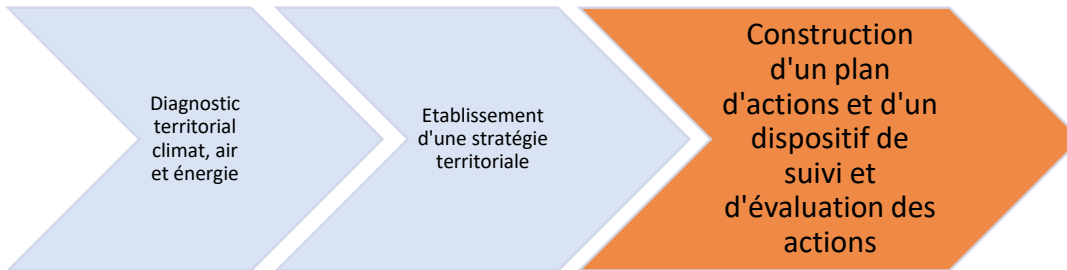 Diagnostic
territorial
climat, air
et énergie
Etablissement
d'une stratégie
territoriale
Construction
d'un plan
d'actions et d'un
dispositif de
suivi et
d'évaluation des
actions